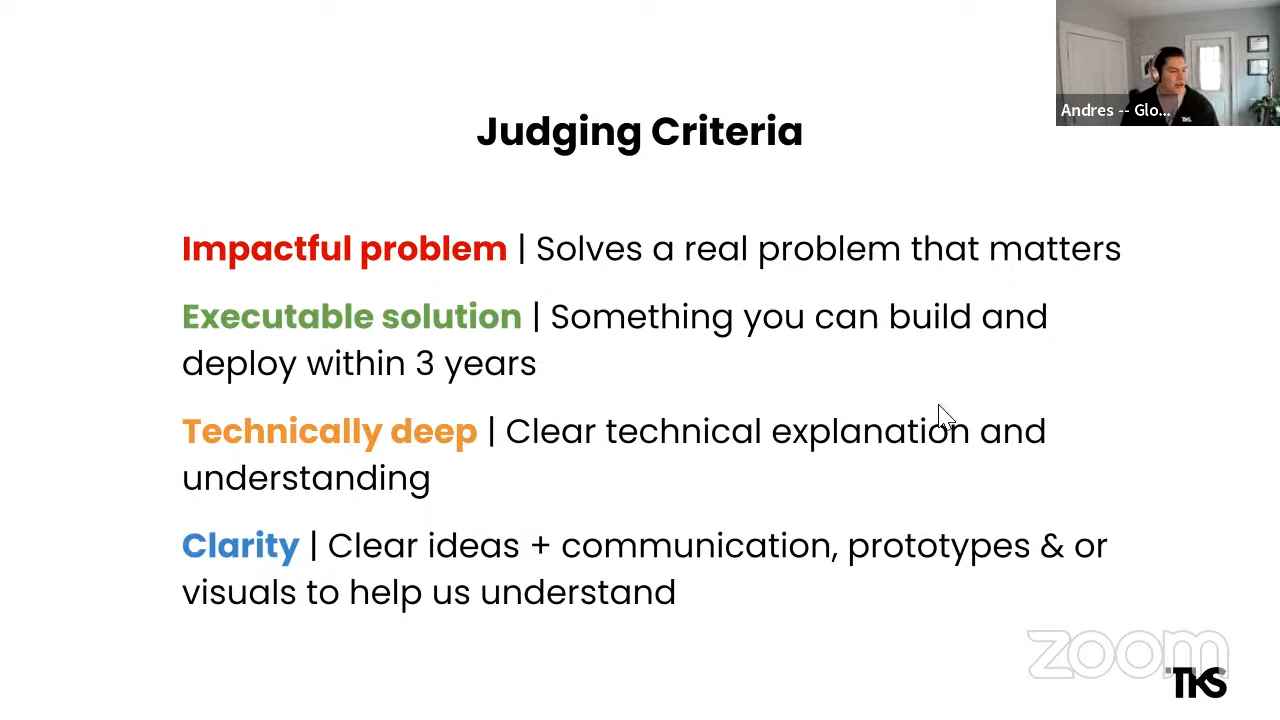 Andres -- Glo...
Judging Criteria
Impactful problem | Solves a real problem that matters
Executable solution | Something you can build and
deploy within 3 years
Technically deep | Clear technical explanation and
understanding
Clarity | Clear ideas + communication, prototypes & or
visuals to help us understand
zoom
TKS